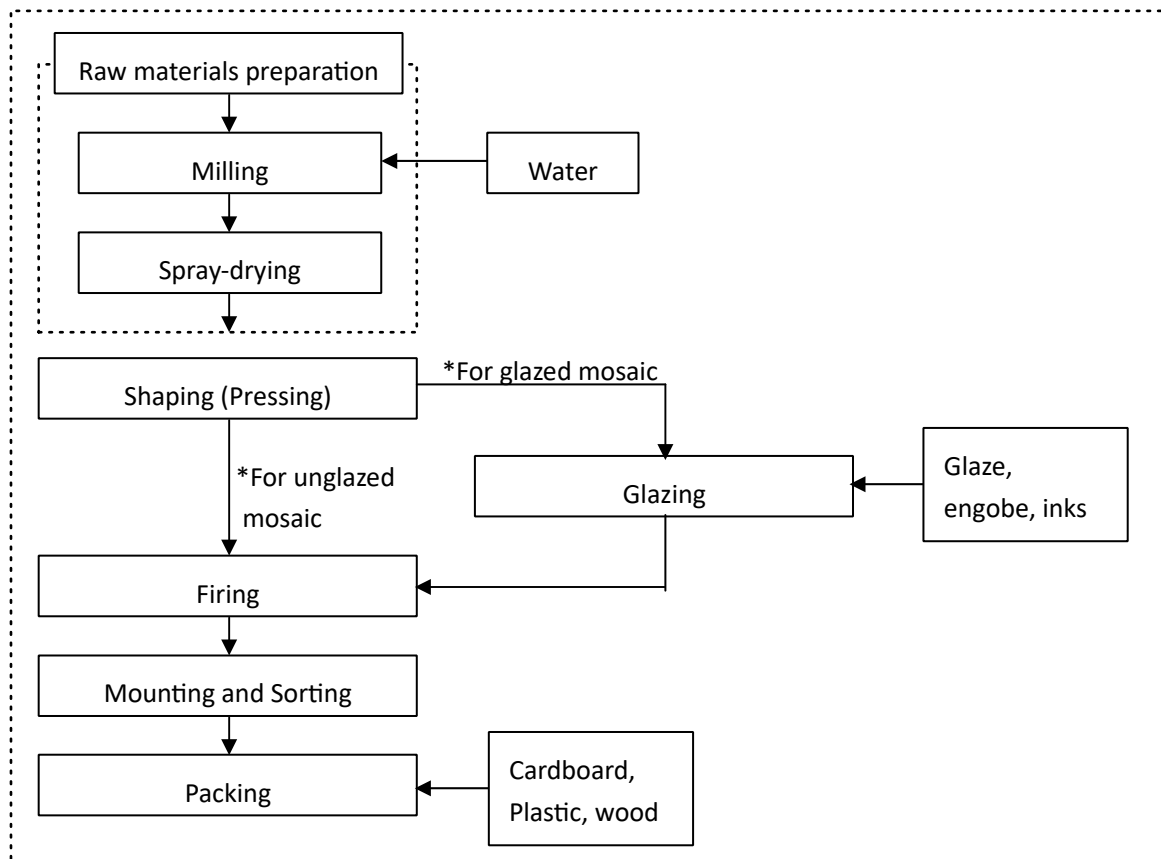 Raw materials preparation
Milling
Water
Spray-drying
*For glazed mosaic
Shaping (Pressing)
*For unglazed
mosaic
Glazing
Glaze,
engobe, inks
Firing
Mounting and Sorting
Packing
Cardboard,
Plastic, wood